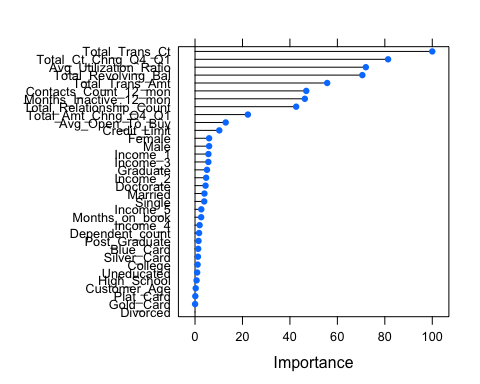 Total_Trans_Ct
Total_Ct_Chng_Q4_Q1
Avg_Utilization_Ratio
Total_Revolving_Bal
Total_Trans_Amt
Contacts_Count_12_mon
Months_Inactive_12_mon
Total_Relationship_Count
Total_Amt_Chng_Q4_Q1
Avg_Open_To_Buy
Credit_Limit
Female
Male
Income_1
Income_3
Graduate
Income_2
Doctorate
Married
Single
Income_5
Months_on_book
Income_4
Dependent_count
Post_Graduate
Blue_Card
Silver_Card
College
Uneducated
High_School
Customer_Age
Plat_Card
Gold_Card
Divorced
0 20 40 60 80 100
Importance